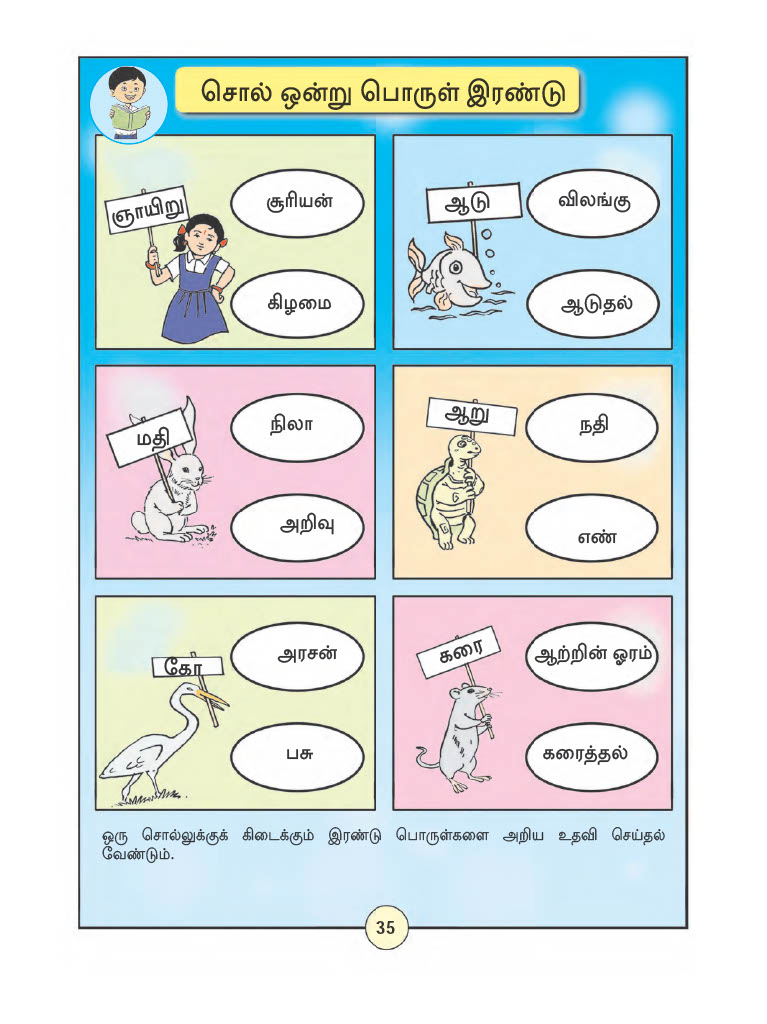 சொல் ஒன்று பொருள் இரண்டு
ஞாயிறு
சூரியன்
கிழமை
ஆடு
விலங்கு
ஆடுதல்
மதி
நிலா
அறிவு
ஆறு
நதி
எண்
கோ
அரசன்
பசு
கரை
ஆற்றின் ஓரம்
கரைத்தல்
ஒரு சொல்லுக்குக் கிடைக்கும் இரண்டு பொருள்களை அறிய உதவி செய்தல்
வேண்டும்.
35